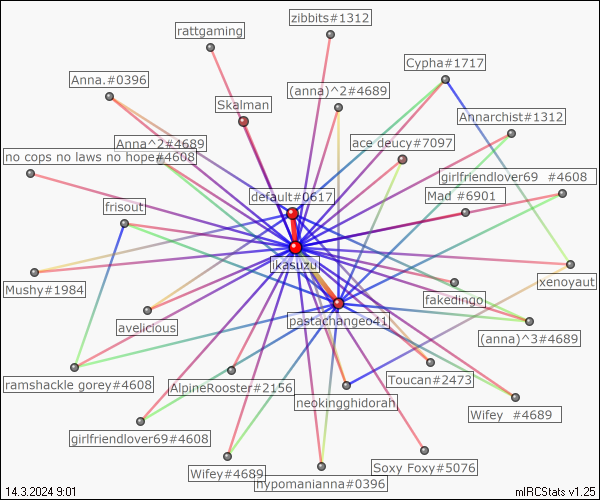 zibbits#1312
rattgaming
Cypha#1717
Anna.#0396
(anna)^2#4689
Skalman
Annarchist#1312
Anna^2#4689
ace deucy#7097
no cops no laws no hope#4608
girlfriendlover69 #4608
default#0617
Mad #6901
frisout
ikasuzu
xenoyaut
Mushy#1984
fakedingo
avelicious
pastachangeo41
(anna)^3#4689
ramshackle gorey#4608
AlpineRooster#2156
Toucan#2473
neokingghidorah
Wifey #4689
girlfriendlover69#4608
Wifey#4689
Soxy Foxy#5076
hypomanianna#0396
14.3.2024 9:01
mIRCStats v1.25